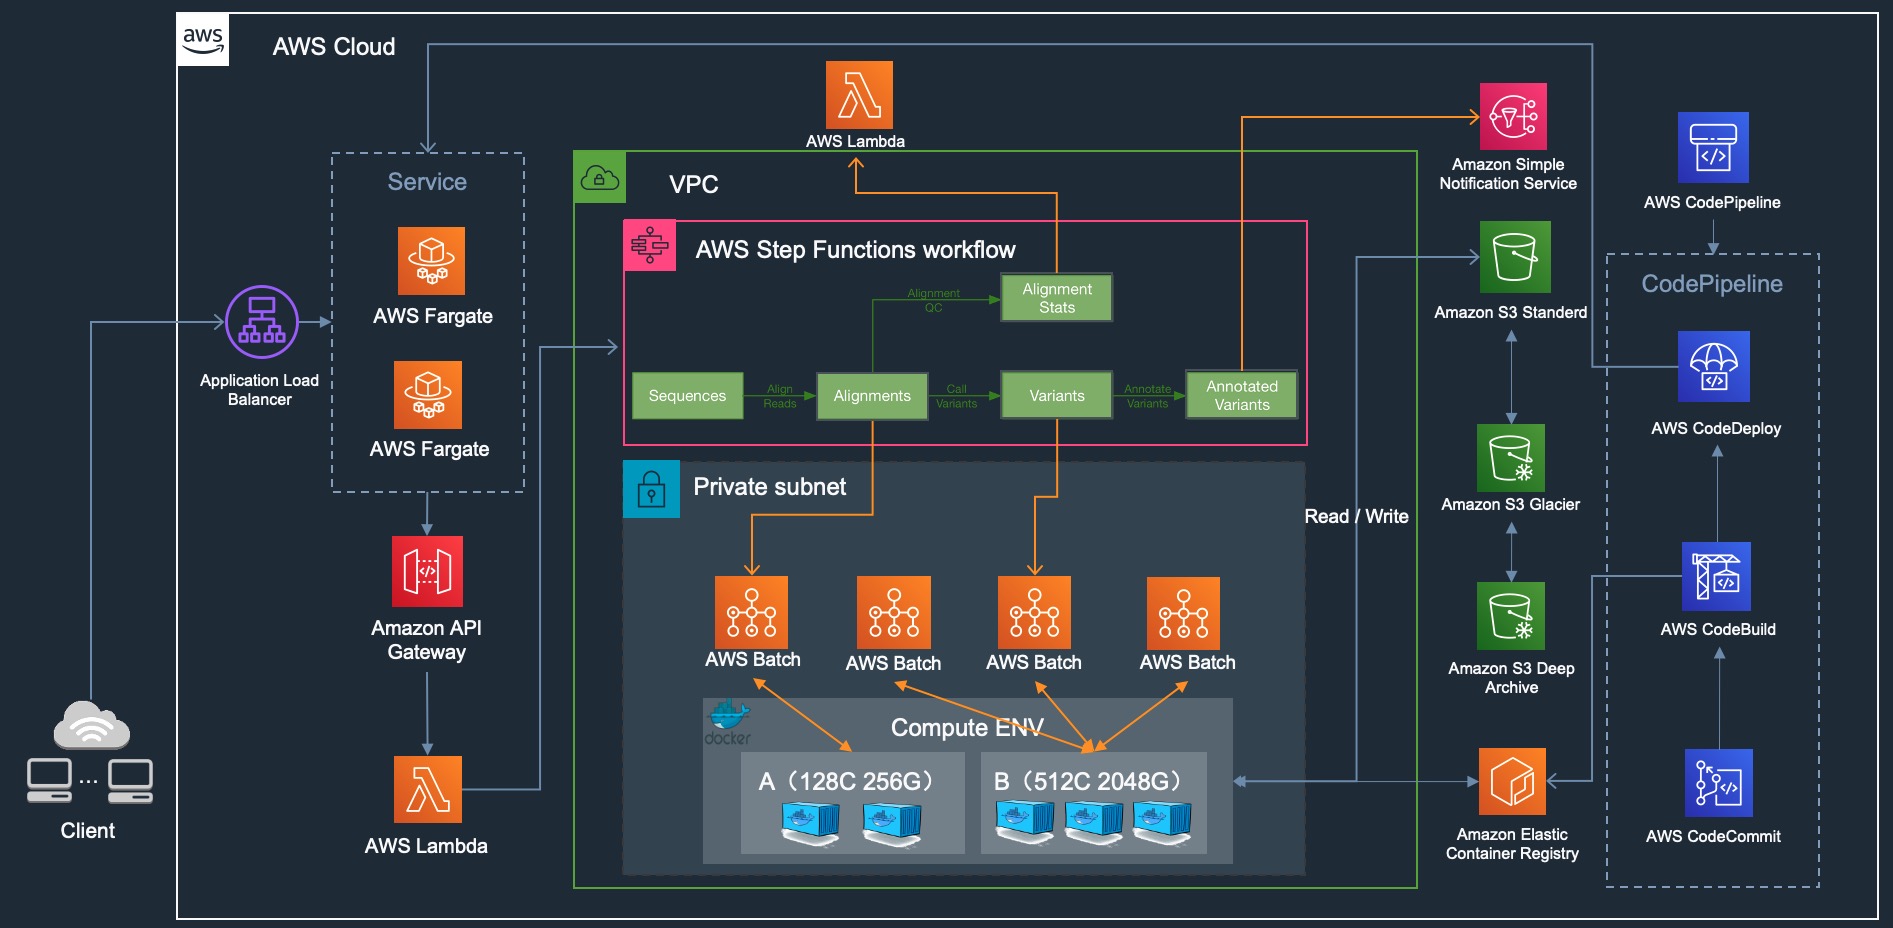 aws
AWS Cloud
Service
AWS Fargate
AWS Fargate
Application Load
Balancer
Amazon API
Gateway
AWS Lambda
...
Client
AWS Lambda
VPC
AWS Step Functions workflow
Alignment
QC
Alignment
Stats
Sequences
Align
Reads
Alignments
Call
Variants
Variants
Annotate
Variants
Annotated
Variants
Private subnet
Read / Write
AWS Batch
AWS Batch
AWS Batch
AWS Batch
docker
Compute ENV
A（128C 256G）
B（512C 2048G）
Amazon Simple
Notification Service
Amazon S3 Standerd
Amazon S3 Glacier
Amazon S3 Deep
Archive
Amazon Elastic
Container Registry
AWS CodePipeline
CodePipeline
AWS CodeDeploy
AWS CodeBuild
AWS CodeCommit